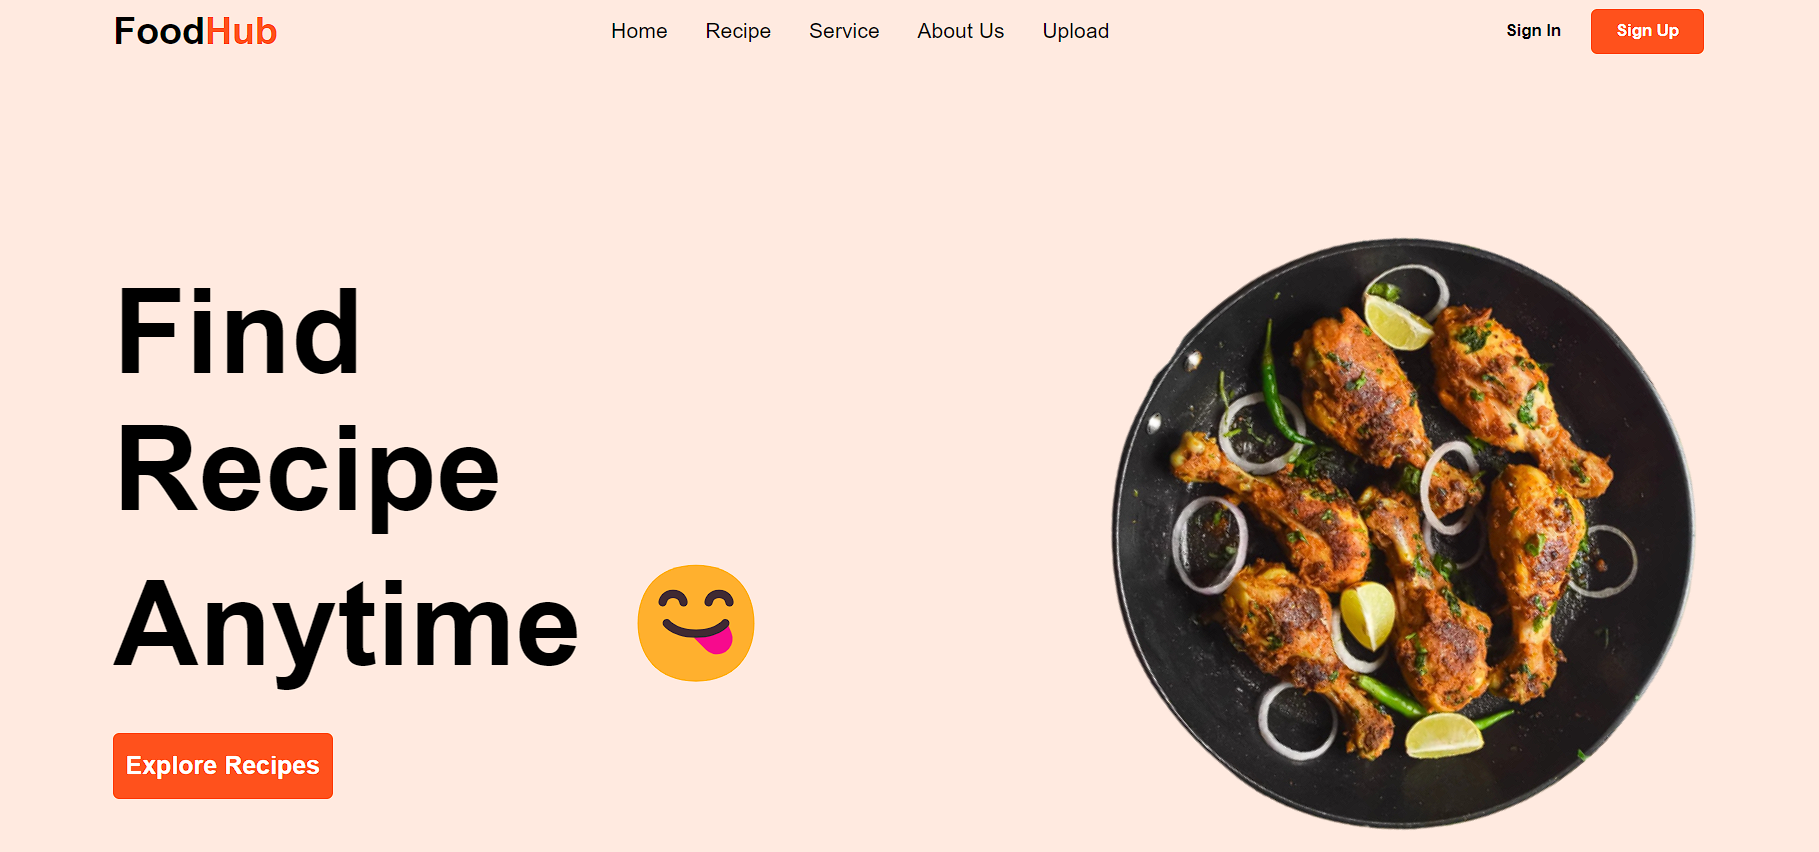 FoodHub
Home Recipe Service About Us Upload
Sign In Sign Up
Find
Recipe
Anytime
Explore Recipes